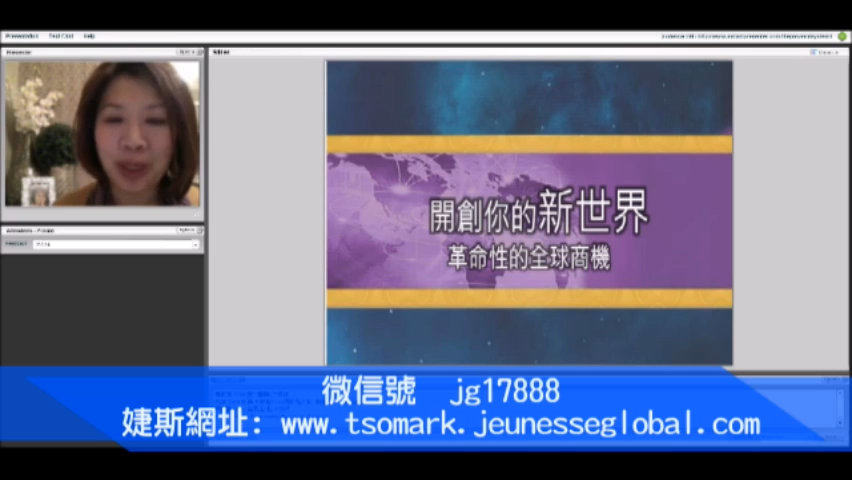 Help
開創你的新世界
革命性的全球商機
微信號 jg17888
婕斯網址: www.tsomark.jeunesseglobal.com